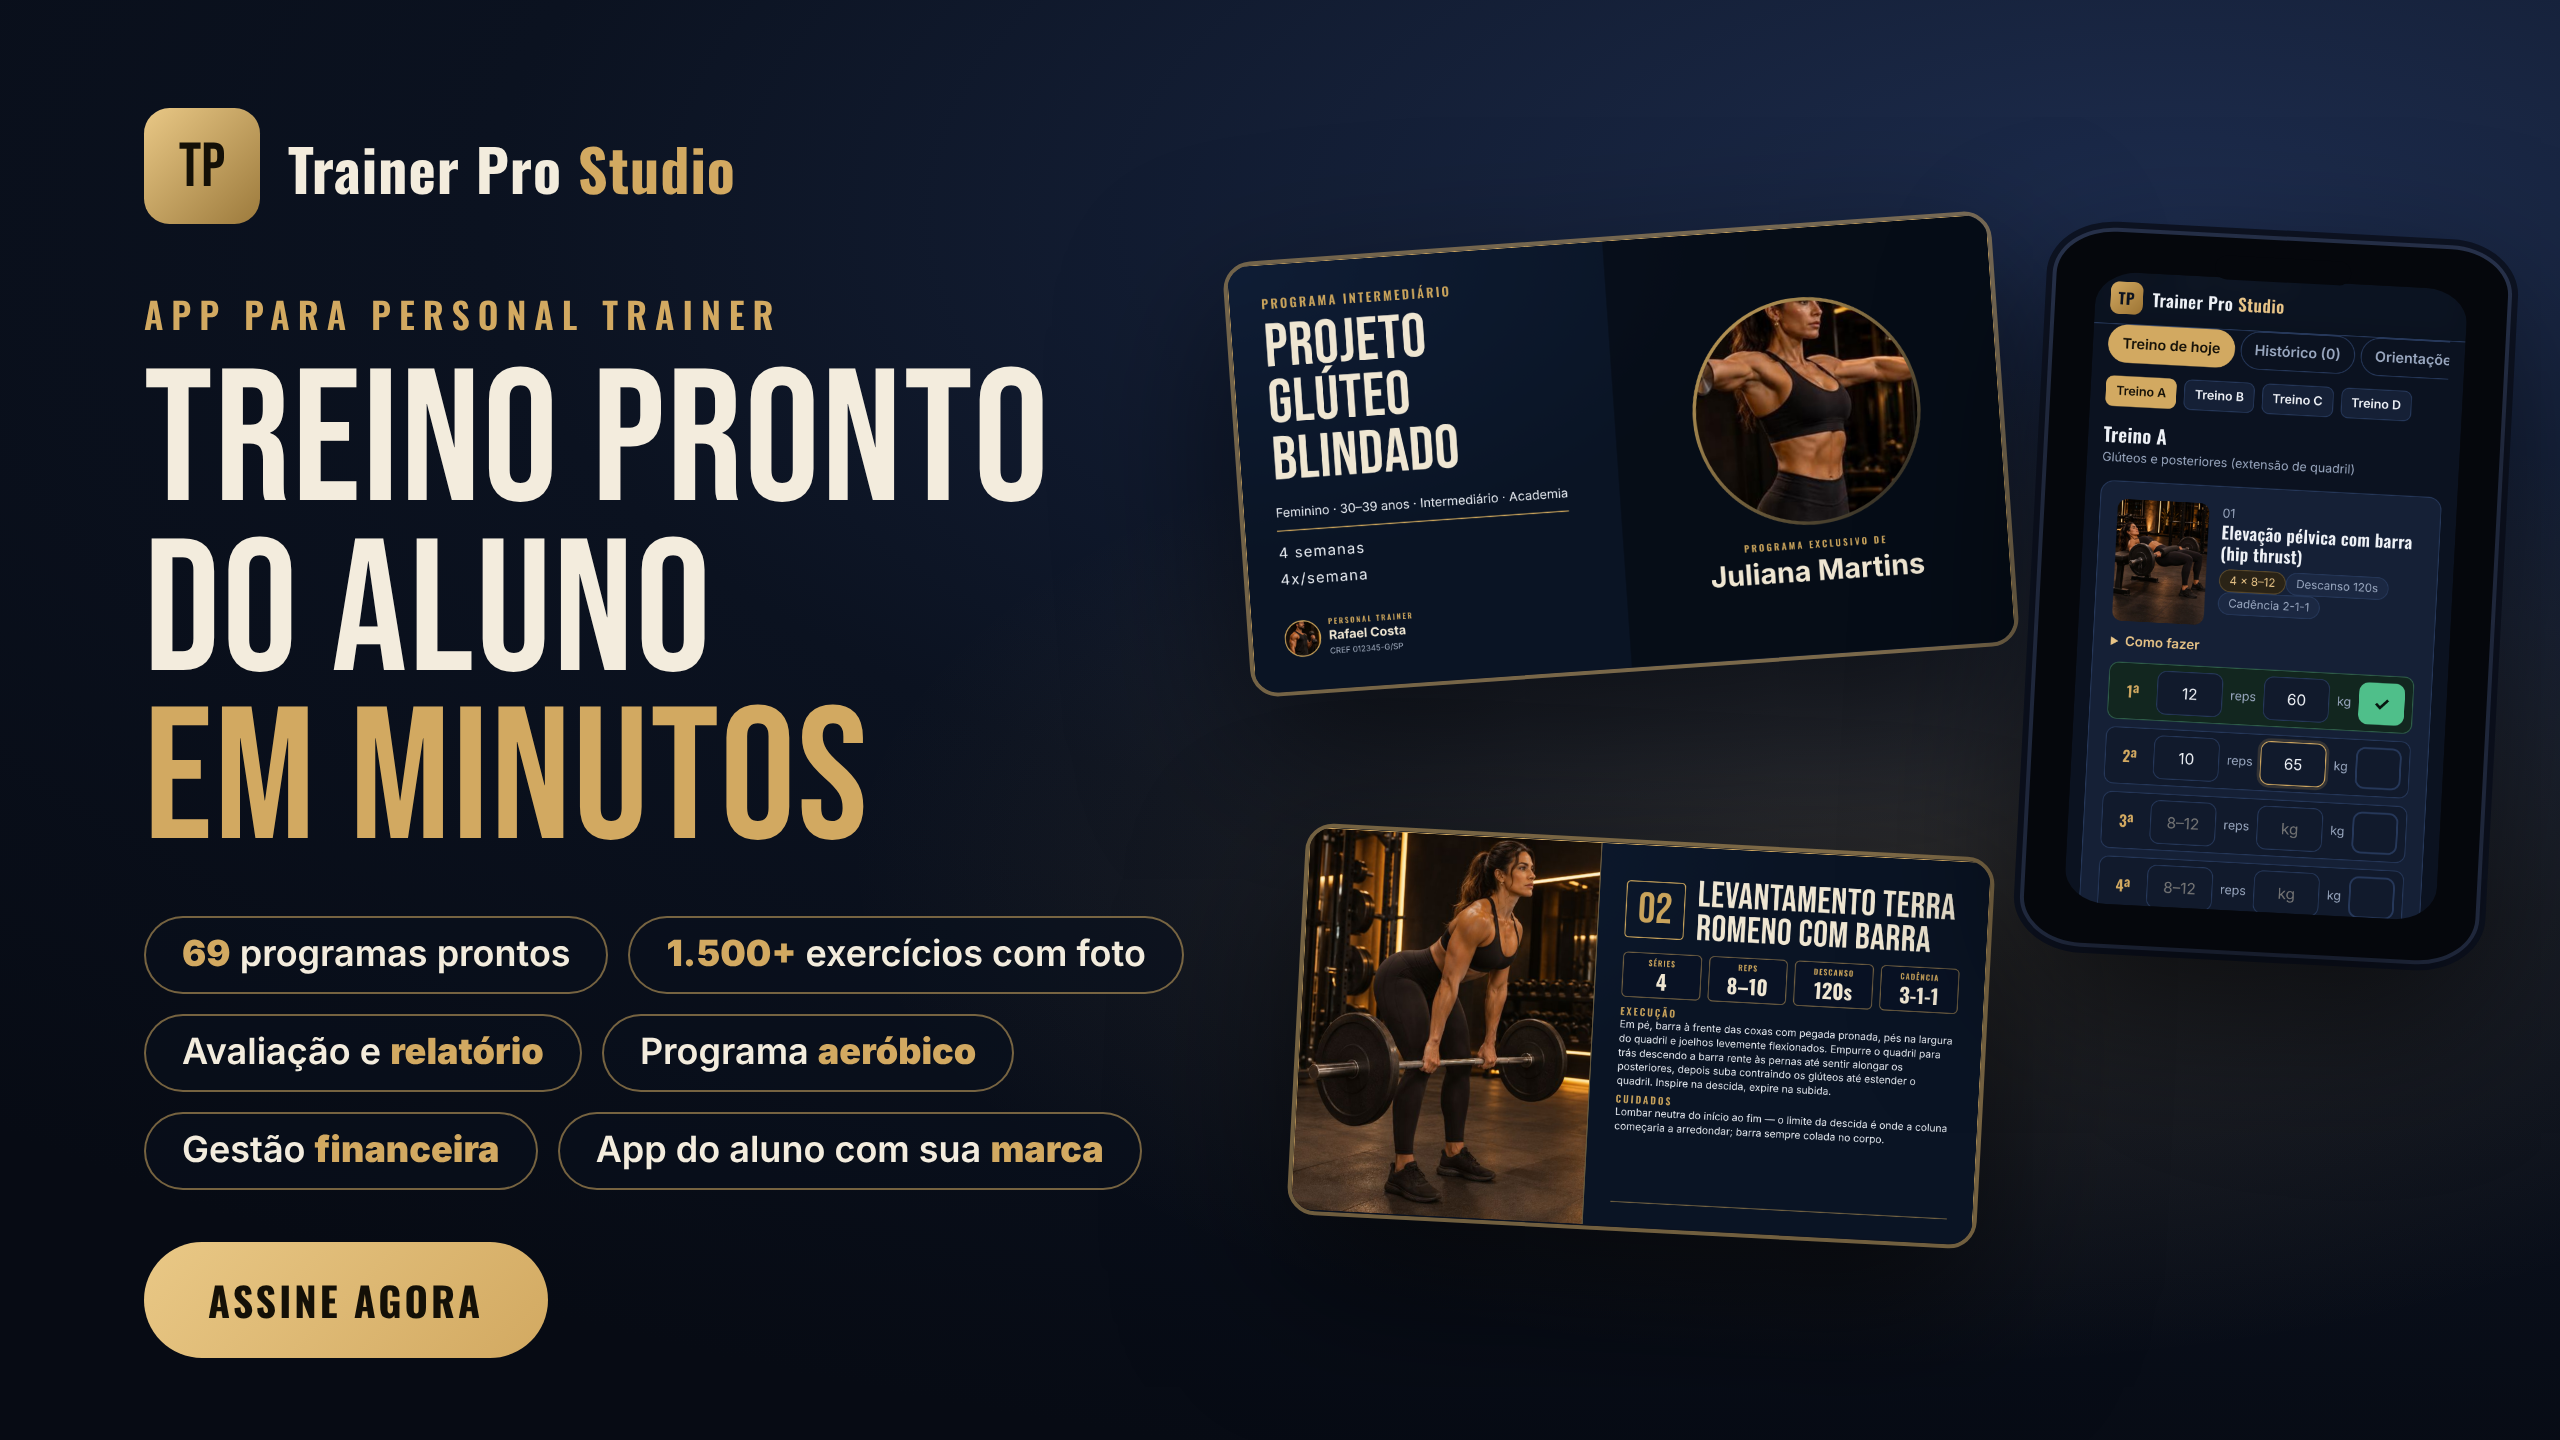 TP
Trainer Pro Studio
APP PARA PERSONAL TRAINER
TREINO PRONTO
DO ALUNO
EM MINUTOS
69 programas prontos
1.500+ exercícios com foto
Avaliação e relatório
Programa aeróbico
Gestão financeira
App do aluno com sua marca
ASSINE AGORA
PROGRAMA INTERMEDIÁRIO
PROJETO
GLÚTEO
BLINDADO
Feminino · 30–39 anos · Intermediário · Academia
4 semanas
4x/semana
PERSONAL TRAINER
Rafael Costa
CREF 012345-G/SP
PROGRAMA EXCLUSIVO DE
Juliana Martins
02
LEVANTAMENTO TERRA
ROMENO COM BARRA
SÉRIES
4
REPS
8–10
DESCANSO
120s
CADÊNCIA
3-1-1
EXECUÇÃO
Em pé, barra à frente das coxas com pegada pronada, pés na largura
do quadril e joelhos levemente flexionados. Empurre o quadril para
trás descendo a barra rente às pernas até sentir alongar os
posteriores, depois suba contraindo os glúteos até estender o
quadril. Inspire na descida, expire na subida.
CUIDADOS
Lombar neutra do início ao fim — o limite da descida é onde a coluna
começaria a arredondar; barra sempre colada no corpo.
TP
Trainer Pro Studio
Treino de hoje
Histórico (0)
Orientaçõe
Treino A
Treino B
Treino C
Treino D
Treino A
Glúteos e posteriores (extensão de quadril)
01
Elevação pélvica com barra
(hip thrust)
4 × 8–12
Descanso 120s
Cadência 2-1-1
Como fazer
1ª 12 reps 60 kg
2ª 10 reps 65 kg
3ª 8–12 reps kg kg
4ª 8–12 reps kg kg